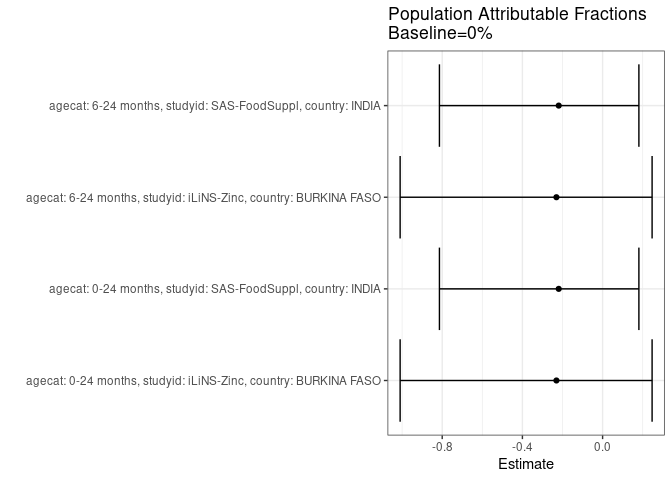 Population Attributable Fractions
Baseline=0%
agecat: 6-24 months, studyid: SAS-FoodSuppl, country: INDIA
agecat: 6-24 months, studyid: iLiNS-Zinc, country: BURKINA FASO
agecat: 0-24 months, studyid: SAS-FoodSuppl, country: INDIA
agecat: 0-24 months, studyid: iLiNS-Zinc, country: BURKINA FASO
-0.8 -0.4 0.0
Estimate